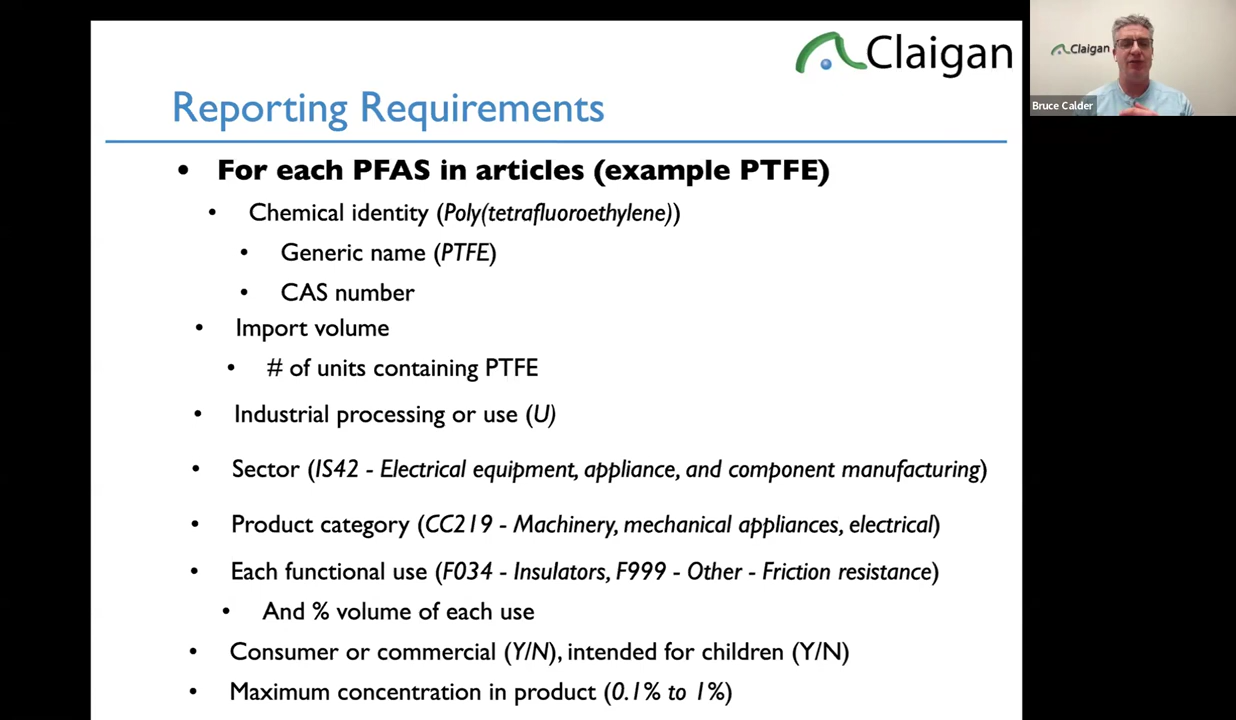 Claigan
Claigan
Bruce Calder
Reporting Requirements
• For each PFAS in articles (example PTFE)
• Chemical identity (Poly(tetrafluoroethylene))
• Generic name (PTFE)
• CAS number
• Import volume
• # of units containing PTFE
• Industrial processing or use (U)
• Sector (IS42 - Electrical equipment, appliance, and component manufacturing)
• Product category (CC219 - Machinery, mechanical appliances, electrical)
• Each functional use (F034 - Insulators, F999 - Other - Friction resistance)
• And % volume of each use
• Consumer or commercial (Y/N), intended for children (Y/N)
• Maximum concentration in product (0.1% to 1%)